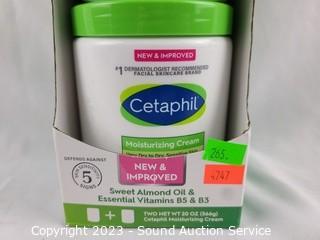 NEW & IMPROVED
#1 DERMATOLOGIST RECOMMENDED
FACIAL SKINCARE BRAND
Cetaphil
Moisturizing Cream
265
4747
DEFENDS AGAINST
5
SIGNS
NEW &
IMPROVED
Sweet Almond Oil &
Essential Vitamins B5 & B3
+
TWO NET WT 20 OZ (566g)
Cetaphil Moisturizing Cream
Copyright 2023 - Sound Auction Service